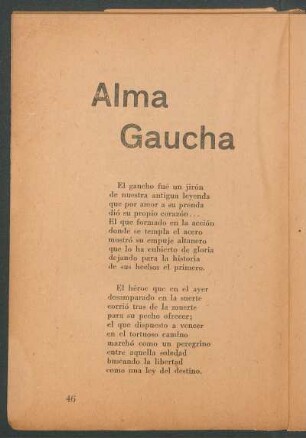 Alma
Gaucha
El gaucho fué un jirón
de nuestra antigua leyenda
que por amor a su prenda
dió su propio corazón...
El que formado en la acción
donde se templa el acero
mostró su empuje altanero
que la ha cubierto de gloria
dejando para la historia
de sus hechos el primero.
El héroe que en el ayer
desamparado en la suerte
corrió tras de la muerte
para su pecho ofrecer;
el que dispuesto a vencer
en el tortuoso camino
marchó como un peregrino
entre aquella soledad
buscando la libertad
como una ley del destino.
46